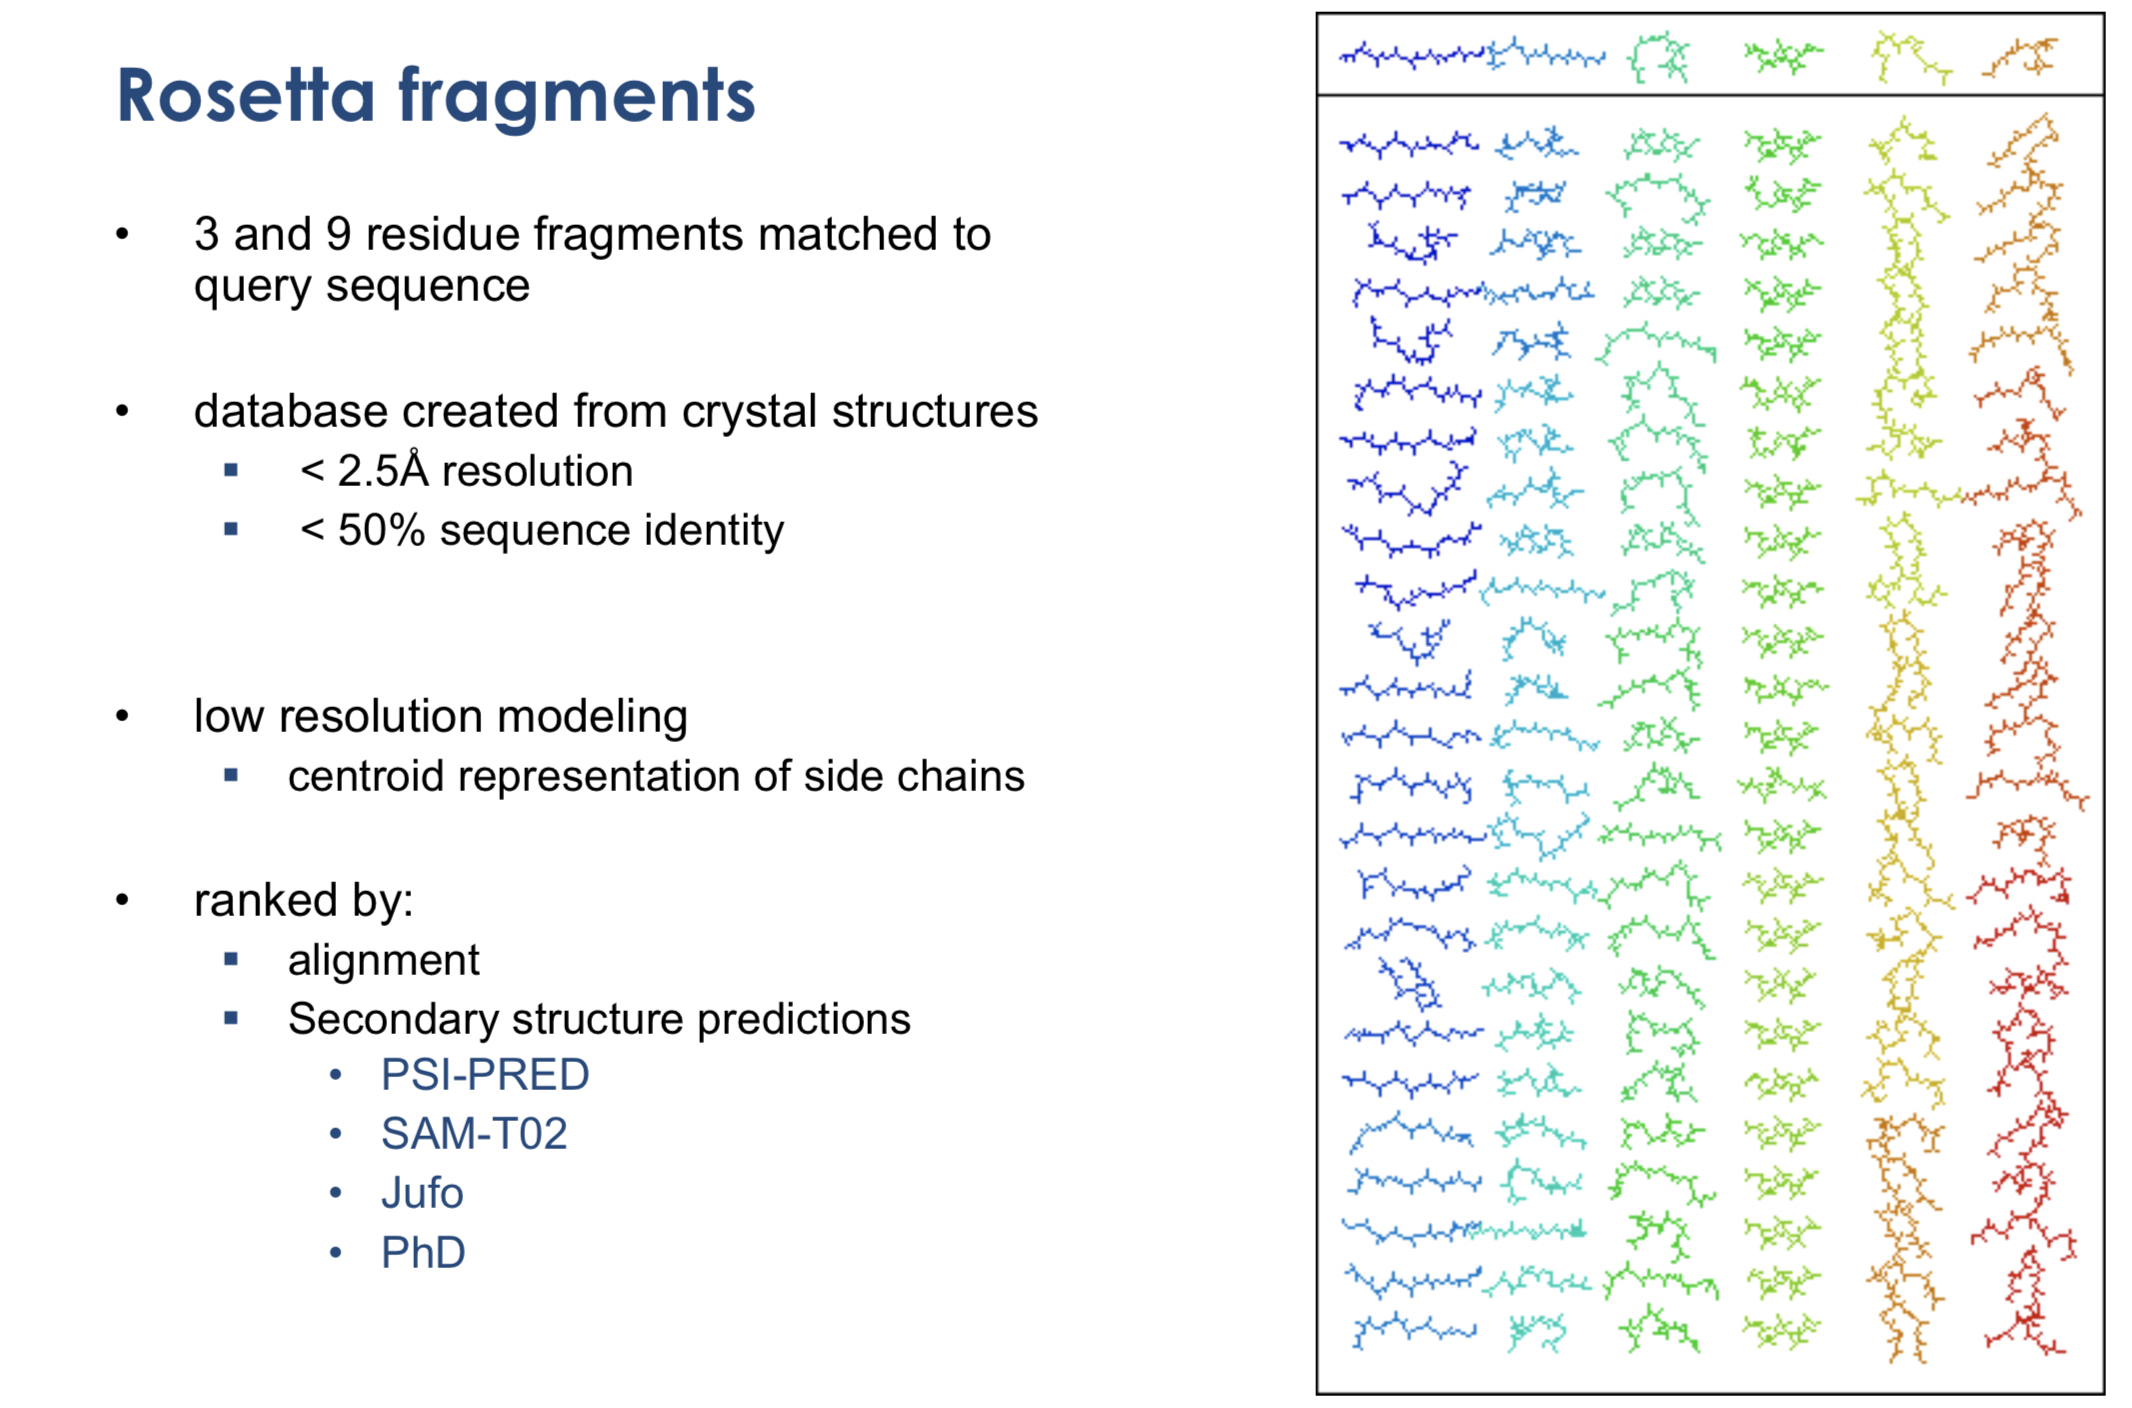 Rosetta fragments
• 3 and 9 residue fragments matched to
query sequence
• database created from crystal structures
▪ < 2.5Å resolution
▪ < 50% sequence identity
• low resolution modeling
▪ centroid representation of side chains
• ranked by:
▪ alignment
▪ Secondary structure predictions
• PSI-PRED
• SAM-T02
• Jufo
• PhD